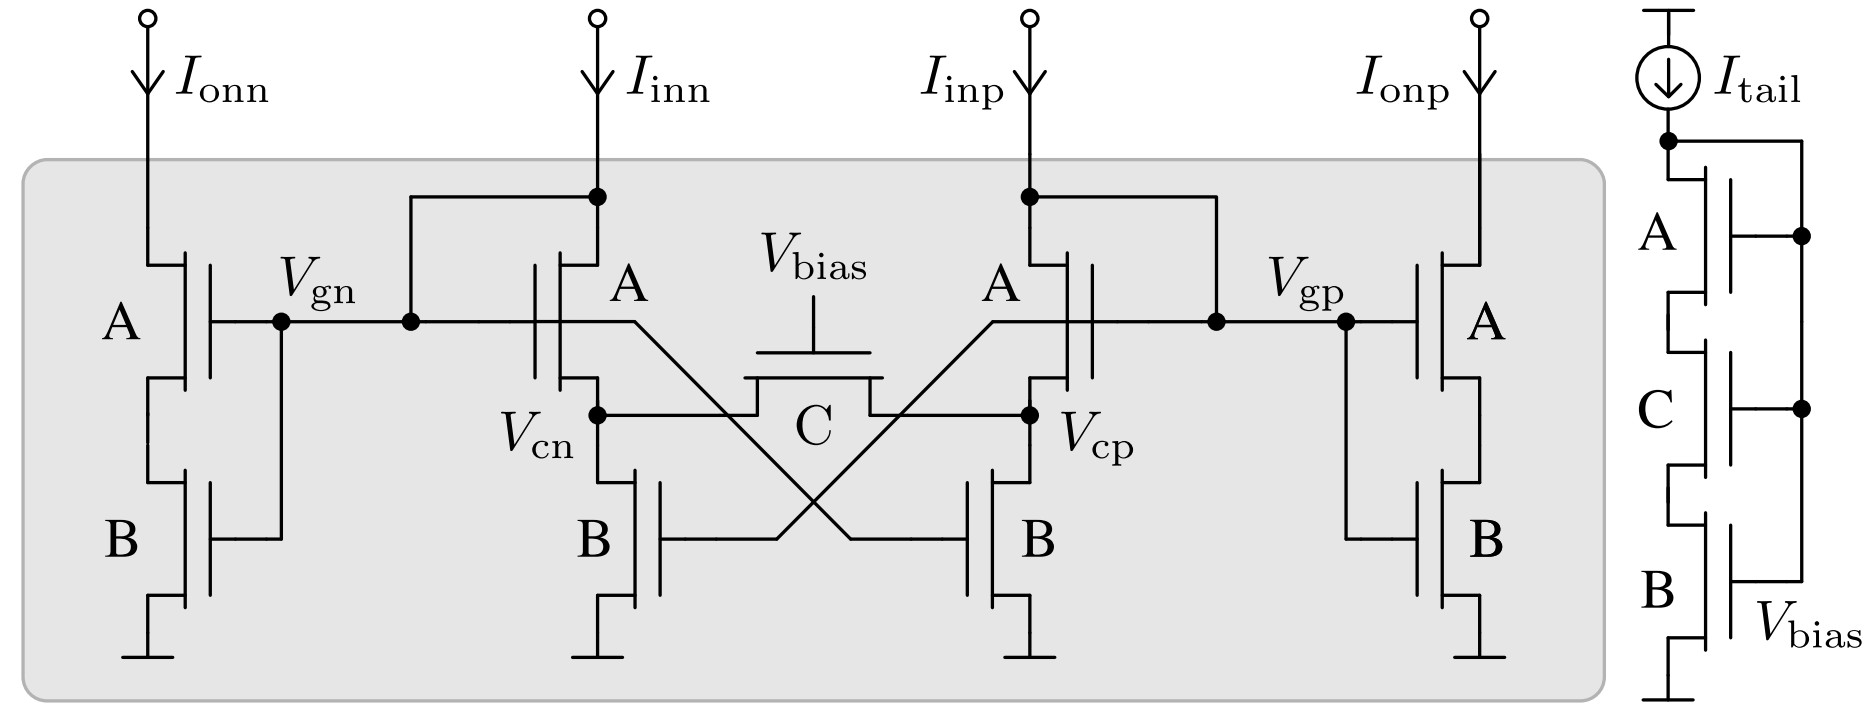 I_onn
I_inn
I_inp
I_onp
I_tail
A
V_gn
A
V_bias
A
V_gp
A
A
V_cn
C
V_cp
C
B
B
B
B
B
V_bias